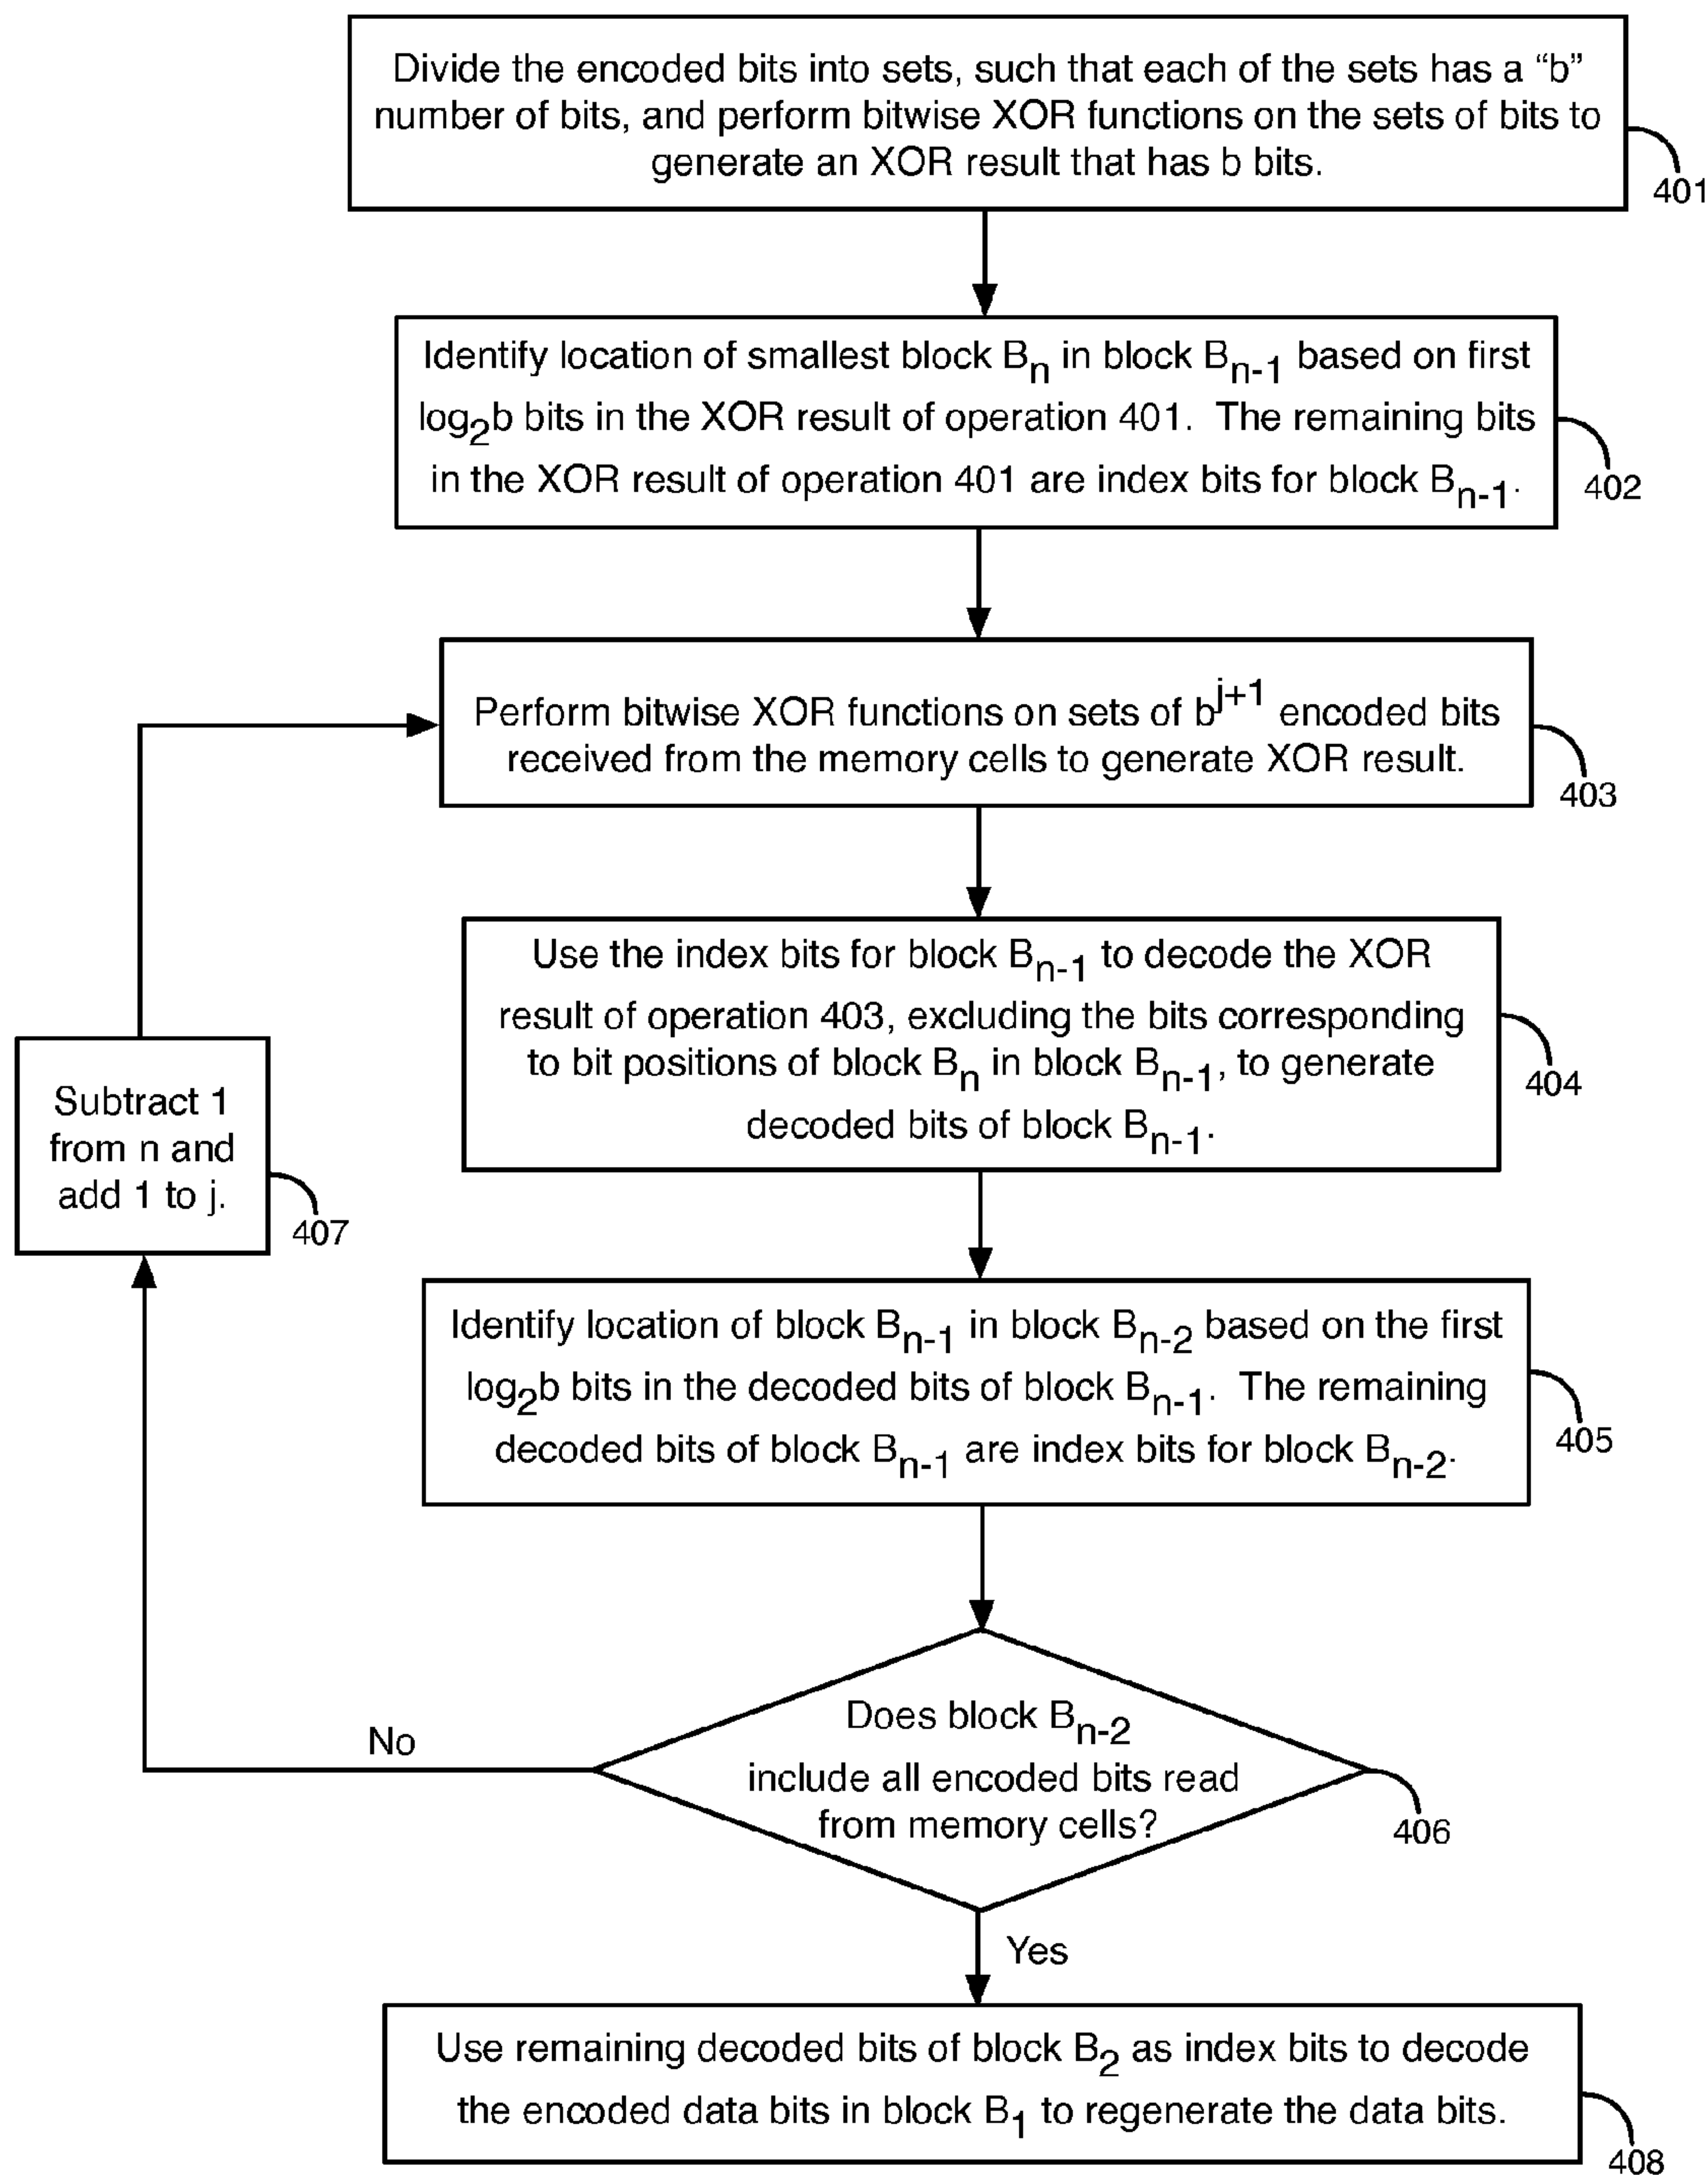 Divide the encoded bits into sets, such that each of the sets has a “b”
number of bits, and perform bitwise XOR functions on the sets of bits to
generate an XOR result that has b bits.
401
Identify location of smallest block Bn in block Bn-1 based on first
log2b bits in the XOR result of operation 401. The remaining bits
in the XOR result of operation 401 are index bits for block Bn-1.
402
Perform bitwise XOR functions on sets of b^j+1 encoded bits
received from the memory cells to generate XOR result.
403
Use the index bits for block Bn-1 to decode the XOR
result of operation 403, excluding the bits corresponding
to bit positions of block Bn in block Bn-1, to generate
decoded bits of block Bn-1.
404
Subtract 1
from n and
add 1 to j.
407
Identify location of block Bn-1 in block Bn-2 based on the first
log2b bits in the decoded bits of block Bn-1. The remaining
decoded bits of block Bn-1 are index bits for block Bn-2.
405
Does block Bn-2
include all encoded bits read
from memory cells?
406
No
Yes
Use remaining decoded bits of block B2 as index bits to decode
the encoded data bits in block B1 to regenerate the data bits.
408